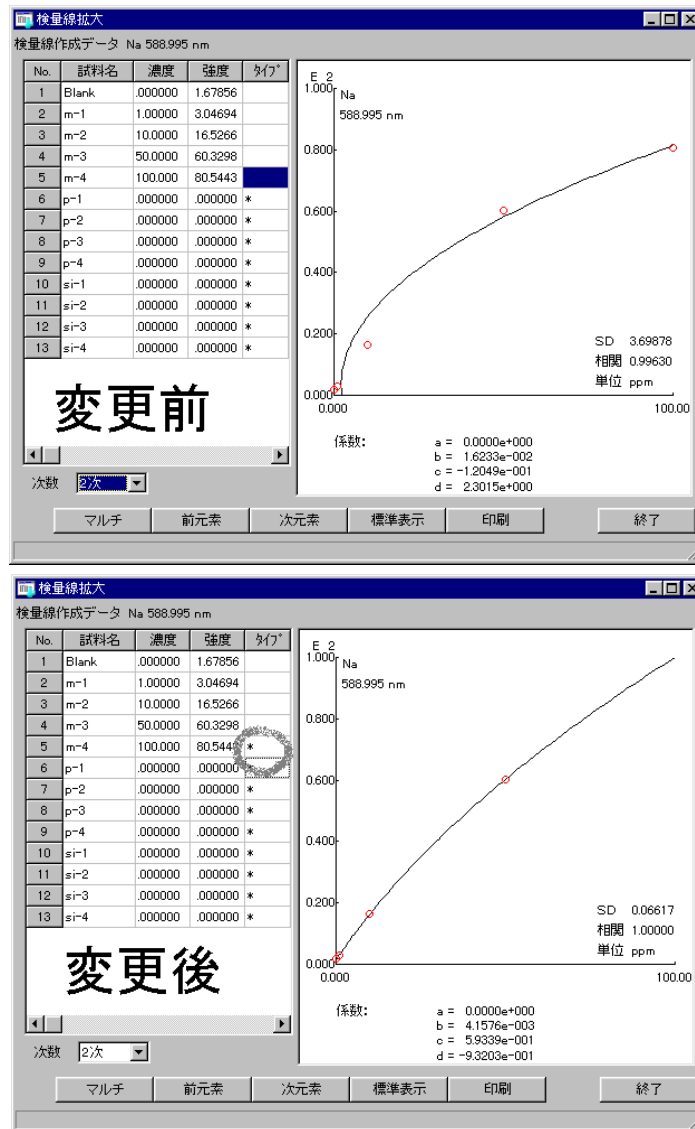 検量線拡大
検量線作成データ Na 588.995 nm
No. 試料名 濃度 強度 ﾀｲﾌﾟ
1 Blank .000000 1.67856
2 m-1 1.00000 3.04694
3 m-2 10.0000 16.5266
4 m-3 50.0000 60.3298
5 m-4 100.000 80.5443
6 p-1 .000000 .000000 *
7 p-2 .000000 .000000 *
8 p-3 .000000 .000000 *
9 p-4 .000000 .000000 *
10 si-1 .000000 .000000 *
11 si-2 .000000 .000000 *
12 si-3 .000000 .000000 *
13 si-4 .000000 .000000 *
変更前
次数 2次
E 2
1.000
Na
588.995 nm
0.800
0.600
0.400
0.200
0.000
0.000 100.00
SD 3.69878
相関 0.99630
単位 ppm
係数: a = 0.0000e+000
b = 1.6233e-002
c = -1.2049e-001
d = 2.3015e+000
マルチ 前元素 次元素 標準表示 印刷 終了
検量線拡大
検量線作成データ Na 588.995 nm
No. 試料名 濃度 強度 ﾀｲﾌﾟ
1 Blank .000000 1.67856
2 m-1 1.00000 3.04694
3 m-2 10.0000 16.5266
4 m-3 50.0000 60.3298
5 m-4 100.000 80.5443 *
6 p-1 .000000 .000000 *
7 p-2 .000000 .000000 *
8 p-3 .000000 .000000 *
9 p-4 .000000 .000000 *
10 si-1 .000000 .000000 *
11 si-2 .000000 .000000 *
12 si-3 .000000 .000000 *
13 si-4 .000000 .000000 *
変更後
次数 2次
E 2
1.000
Na
588.995 nm
0.800
0.600
0.400
0.200
0.000
0.000 100.00
SD 0.06617
相関 1.00000
単位 ppm
係数: a = 0.0000e+000
b = 4.1576e-003
c = 5.9339e-001
d = -9.3203e-001
マルチ 前元素 次元素 標準表示 印刷 終了